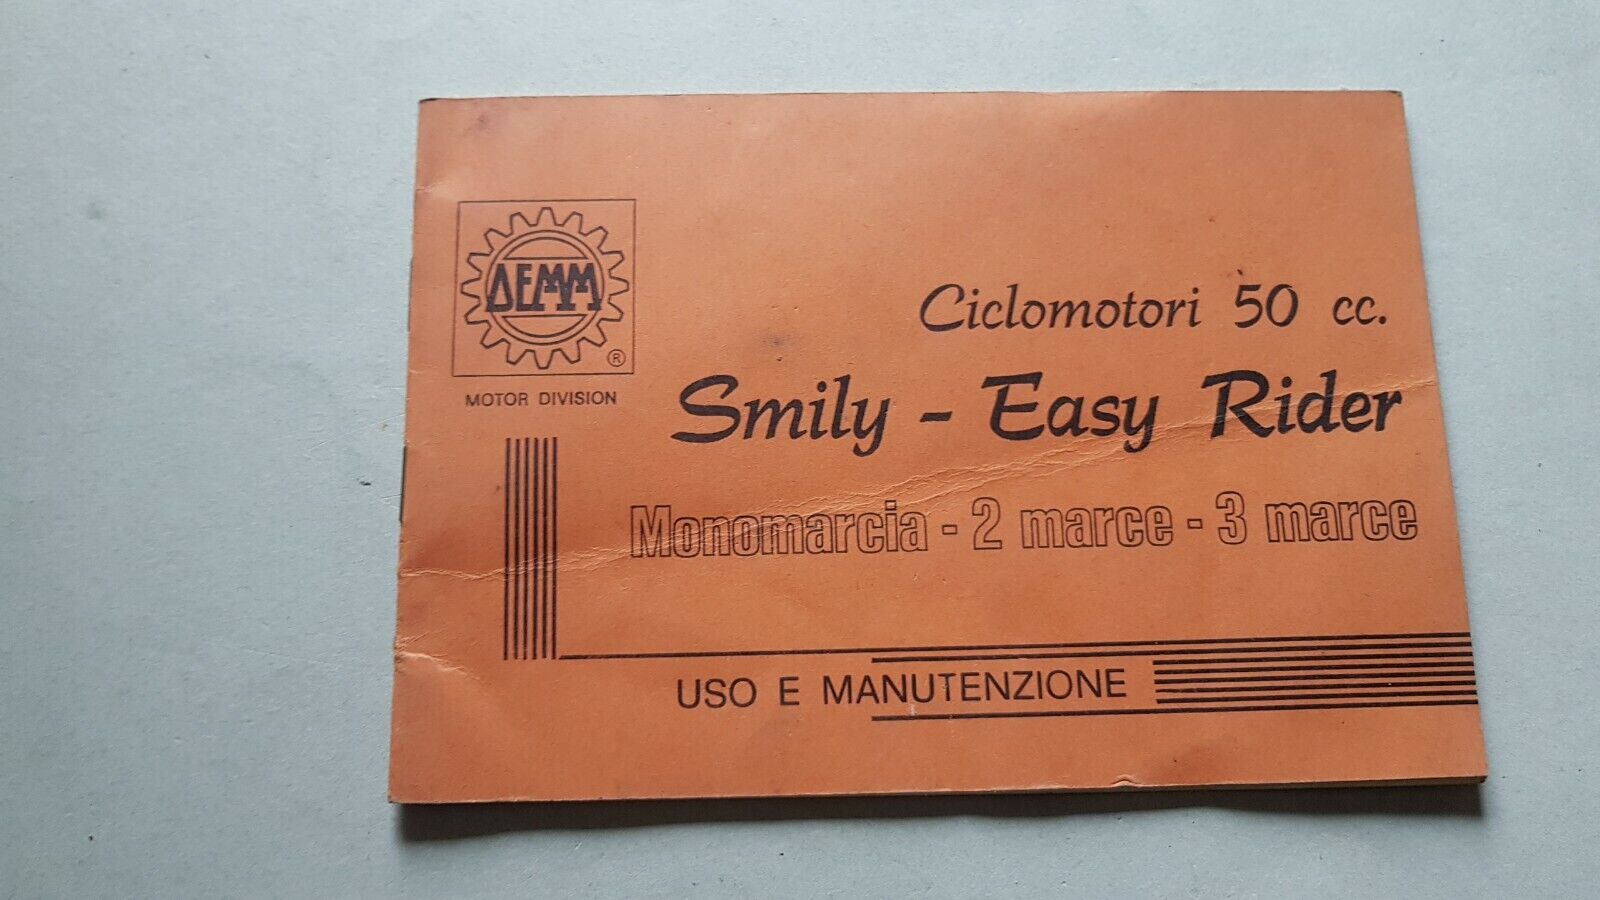 DEMM
®
MOTOR DIVISION
Ciclomotori 50 cc.
Smily - Easy Rider
Monomarcia - 2 marce - 3 marce
USO E MANUTENZIONE